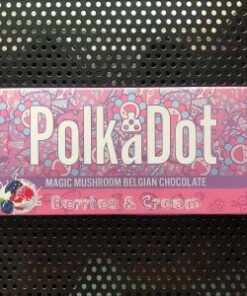 PolkaDot
MAGIC MUSHROOM BELGIAN CHOCOLATE
Berries & Cream